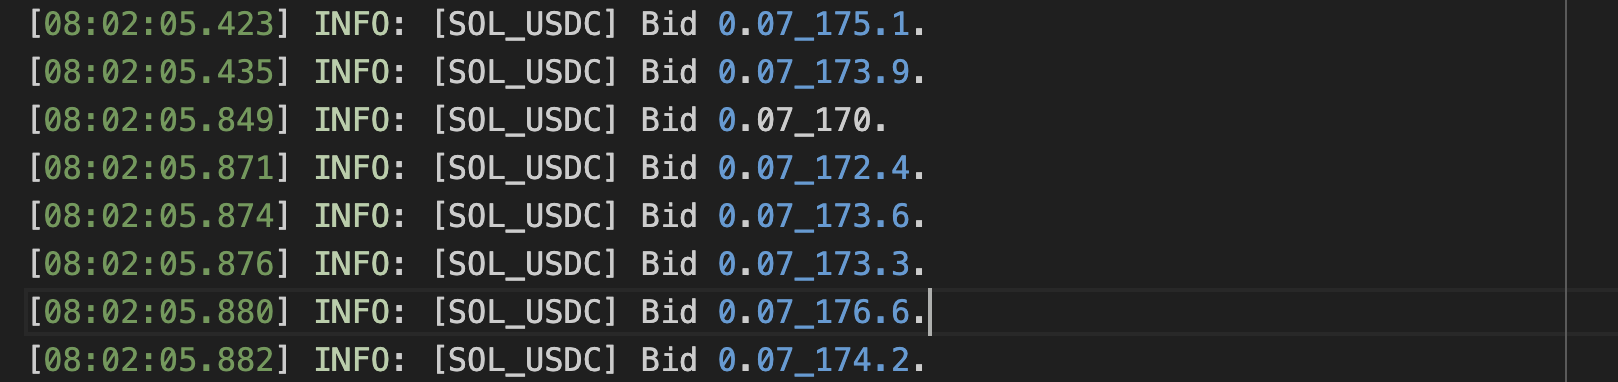 [08:02:05.423] INFO: [SOL_USDC] Bid 0.07_175.1.
[08:02:05.435] INFO: [SOL_USDC] Bid 0.07_173.9.
[08:02:05.849] INFO: [SOL_USDC] Bid 0.07_170.
[08:02:05.871] INFO: [SOL_USDC] Bid 0.07_172.4.
[08:02:05.874] INFO: [SOL_USDC] Bid 0.07_173.6.
[08:02:05.876] INFO: [SOL_USDC] Bid 0.07_173.3.
[08:02:05.880] INFO: [SOL_USDC] Bid 0.07_176.6.
[08:02:05.882] INFO: [SOL_USDC] Bid 0.07_174.2.